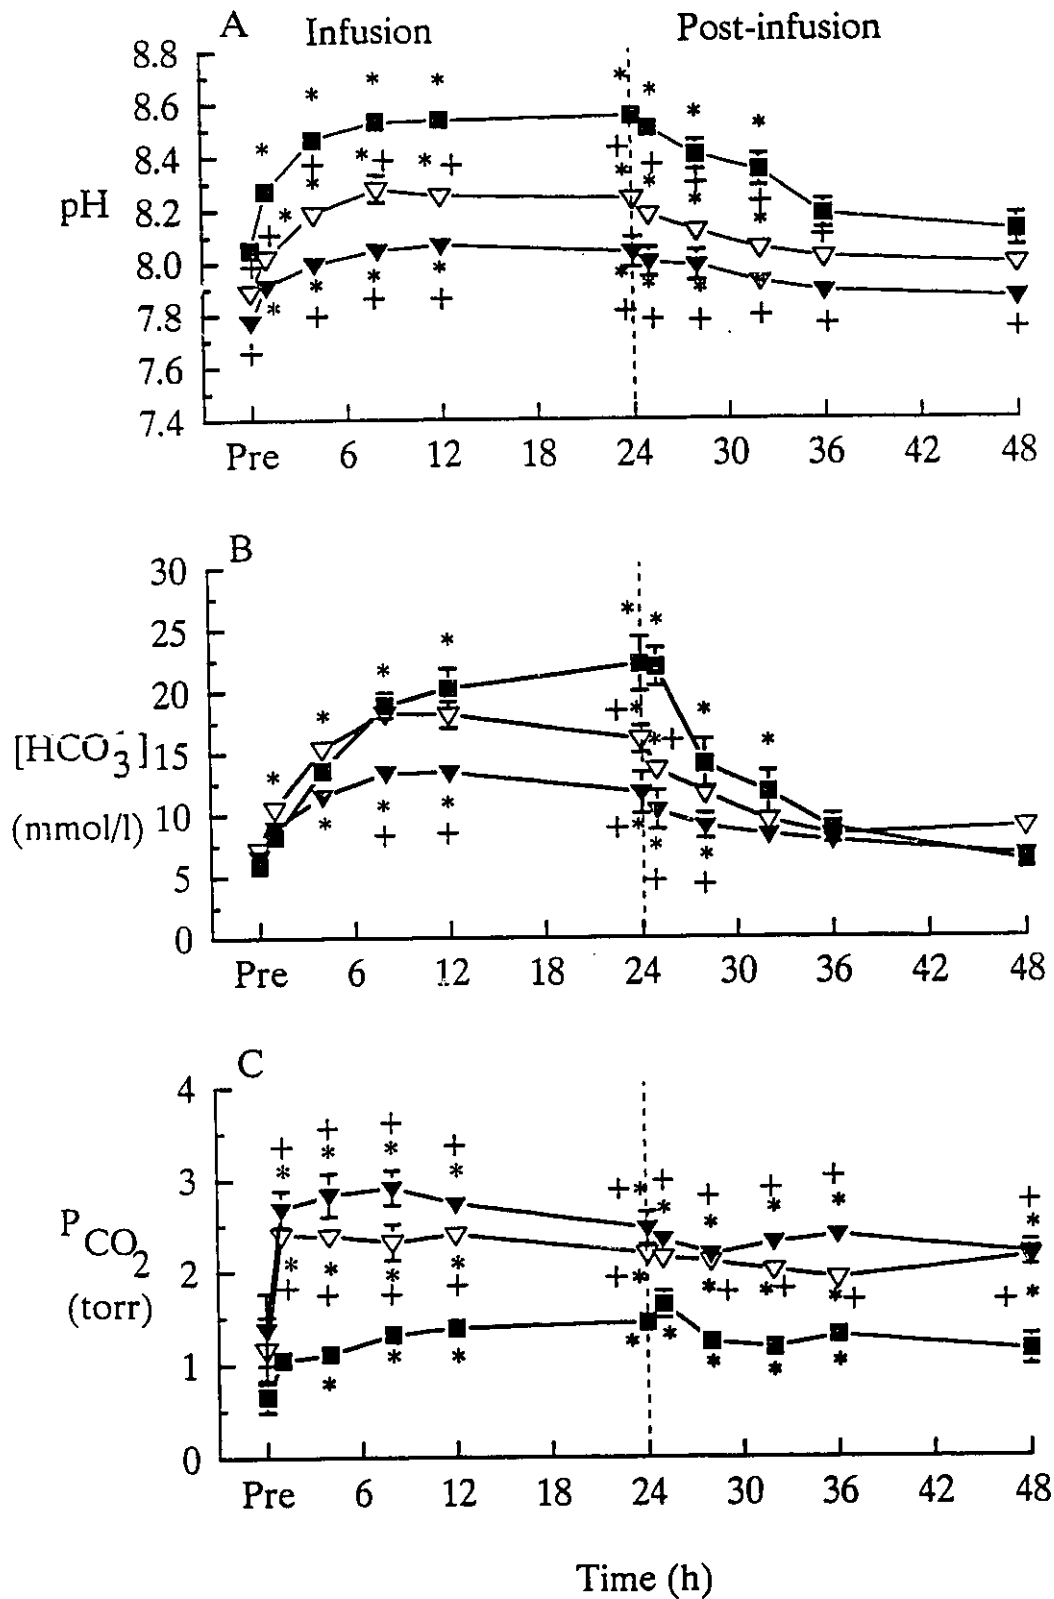 A Infusion Post-infusion
8.8
8.6
8.4
8.2
8.0
7.8
7.6
7.4
pH
Pre 6 12 18 24 30 36 42 48
B
30
25
20
15
10
5
0
[HCO3-]
(mmol/l)
Pre 6 12 18 24 30 36 42 48
C
4
3
2
1
0
PCO2
(torr)
Pre 6 12 18 24 30 36 42 48
Time (h)